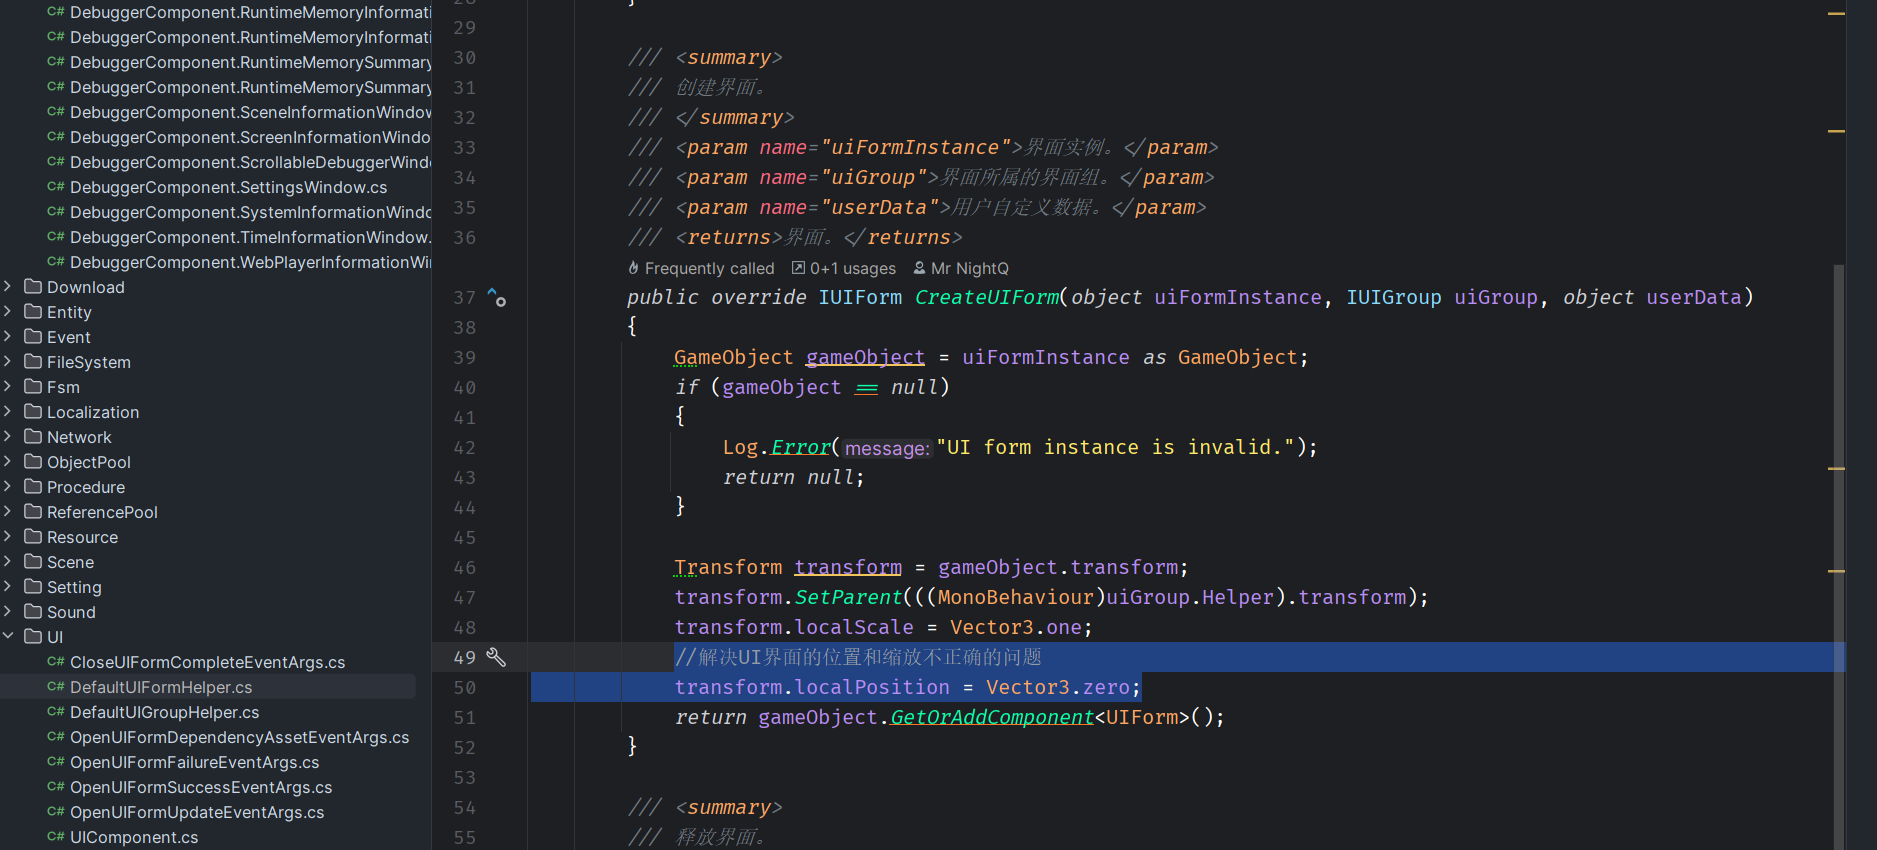 C# DebuggerComponent.RuntimeMemoryInformati
C# DebuggerComponent.RuntimeMemoryInformati
C# DebuggerComponent.RuntimeMemorySummary
C# DebuggerComponent.RuntimeMemorySummary
C# DebuggerComponent.SceneInformationWindow
C# DebuggerComponent.ScreenInformationWindo
C# DebuggerComponent.ScrollableDebuggerWind
C# DebuggerComponent.SettingsWindow.cs
C# DebuggerComponent.SystemInformationWindo
C# DebuggerComponent.TimeInformationWindow.
C# DebuggerComponent.WebPlayerInformationWi
Download
Entity
Event
FileSystem
Fsm
Localization
Network
ObjectPool
Procedure
ReferencePool
Resource
Scene
Setting
Sound
UI
C# CloseUIFormCompleteEventArgs.cs
C# DefaultUIFormHelper.cs
C# DefaultUIGroupHelper.cs
C# OpenUIFormDependencyAssetEventArgs.cs
C# OpenUIFormFailureEventArgs.cs
C# OpenUIFormSuccessEventArgs.cs
C# OpenUIFormUpdateEventArgs.cs
C# UIComponent.cs
28 }
29
30 /// <summary>
31 /// 创建界面。
32 /// </summary>
33 /// <param name="uiFormInstance">界面实例。</param>
34 /// <param name="uiGroup">界面所属的界面组。</param>
35 /// <param name="userData">用户自定义数据。</param>
36 /// <returns>界面。</returns>
Frequently called 0+1 usages Mr NightQ
37 public override IUIForm CreateUIForm(object uiFormInstance, IUIGroup uiGroup, object userData)
38 {
39 GameObject gameObject = uiFormInstance as GameObject;
40 if (gameObject == null)
41 {
42 Log.Error(message:"UI form instance is invalid.");
43 return null;
44 }
45
46 Transform transform = gameObject.transform;
47 transform.SetParent(((MonoBehaviour)uiGroup.Helper).transform);
48 transform.localScale = Vector3.one;
49 //解决UI界面的位置和缩放不正确的问题
50 transform.localPosition = Vector3.zero;
51 return gameObject.GetOrAddComponent<UIForm>();
52 }
53
54 /// <summary>
55 /// 释放界面。